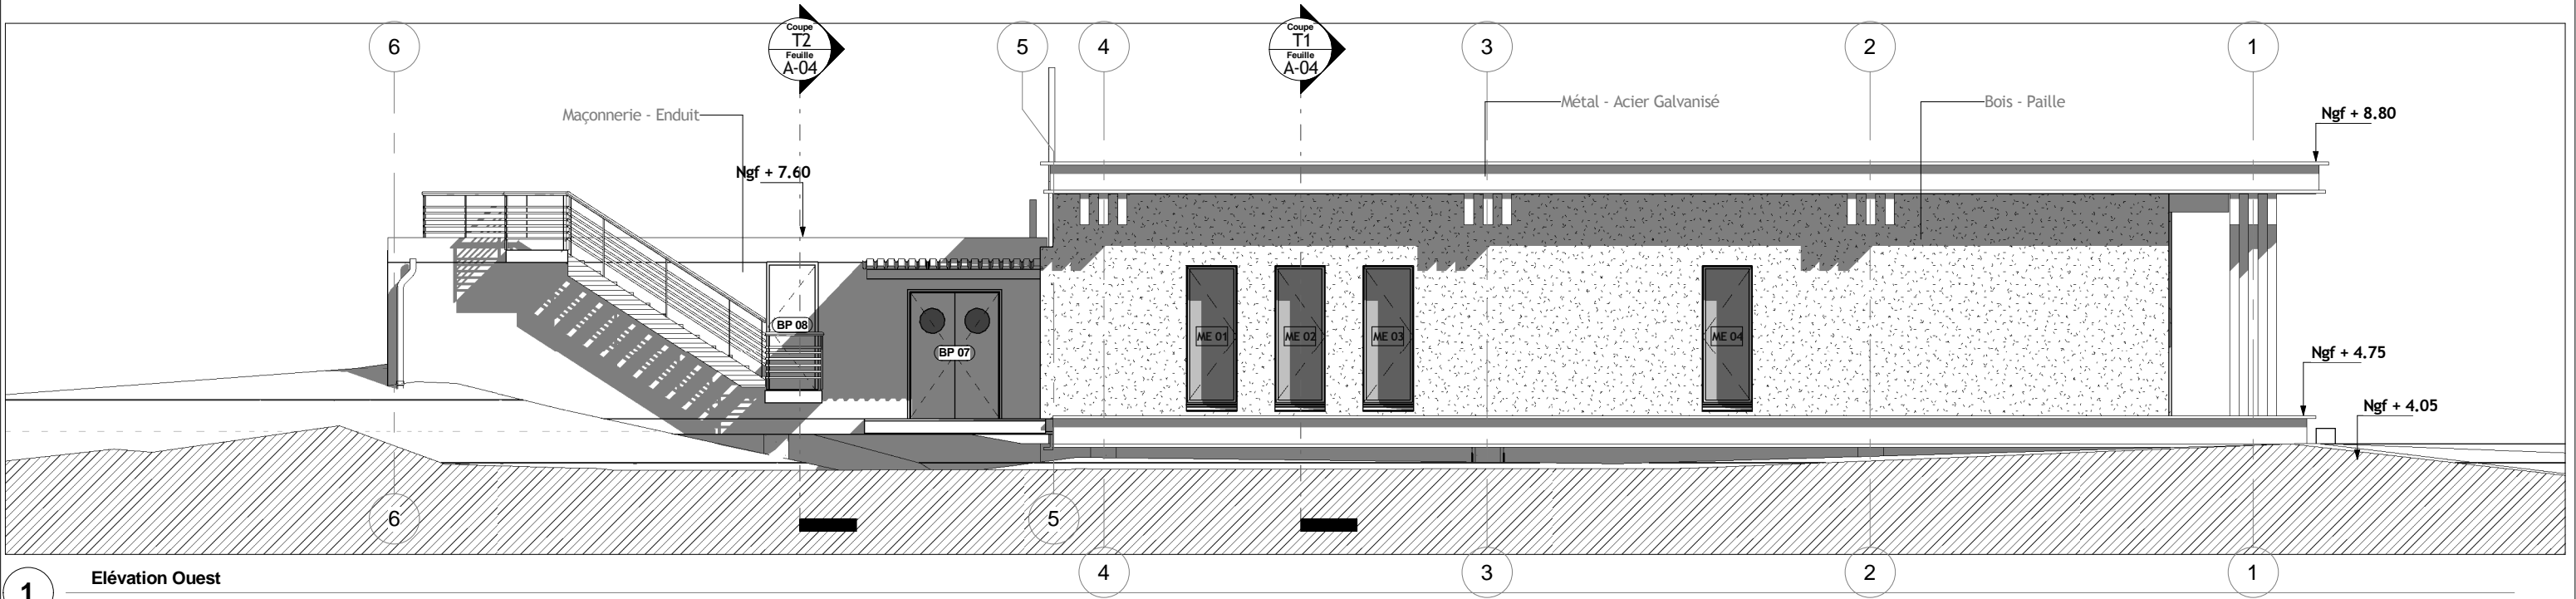 6
Coupe
T2
Feuille
A-04
5
4
Coupe
T1
Feuille
A-04
3
2
1
Maçonnerie - Enduit
Métal - Acier Galvanisé
Bois - Paille
Ngf + 8.80
Ngf + 7.60
BP 08
BP 07
ME 01
ME 02
ME 03
ME 04
Ngf + 4.75
Ngf + 4.05
6
5
4
3
2
1
1
Elévation Ouest